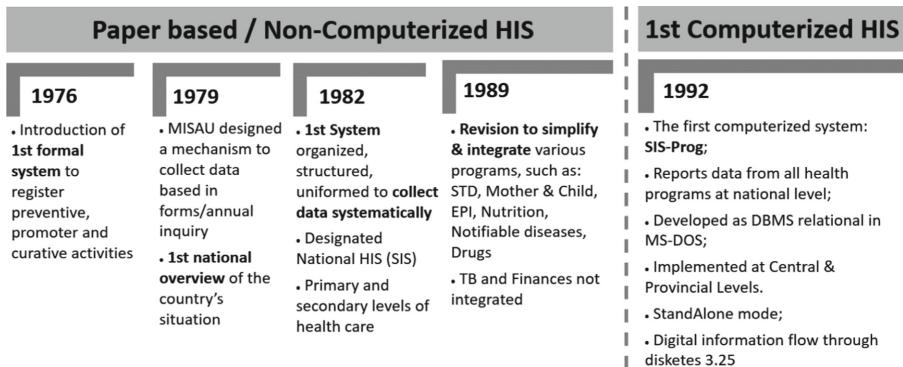 Paper based / Non-Computerized HIS
1976
• Introduction of
1st formal
system to
register
preventive,
promoter and
curative activities
1979
• MISAU designed
a mechanism to
collect data
based in
forms/annual
inquiry
• 1st national
overview of the
country's
situation
1982
• 1st System
organized,
structured,
uniformed to collect
data systematically
• Designated
National HIS (SIS)
• Primary and
secondary levels of
health care
1989
• Revision to simplify
& integrate various
programs, such as:
STD, Mother & Child,
EPI, Nutrition,
Notifiable diseases,
Drugs
• TB and Finances not
integrated
1st Computerized HIS
1992
• The first computerized system:
SIS-Prog;
• Reports data from all health
programs at national level;
• Developed as DBMS relational in
MS-DOS;
• Implemented at Central &
Provincial Levels.
• StandAlone mode;
• Digital information flow through
disketes 3.25